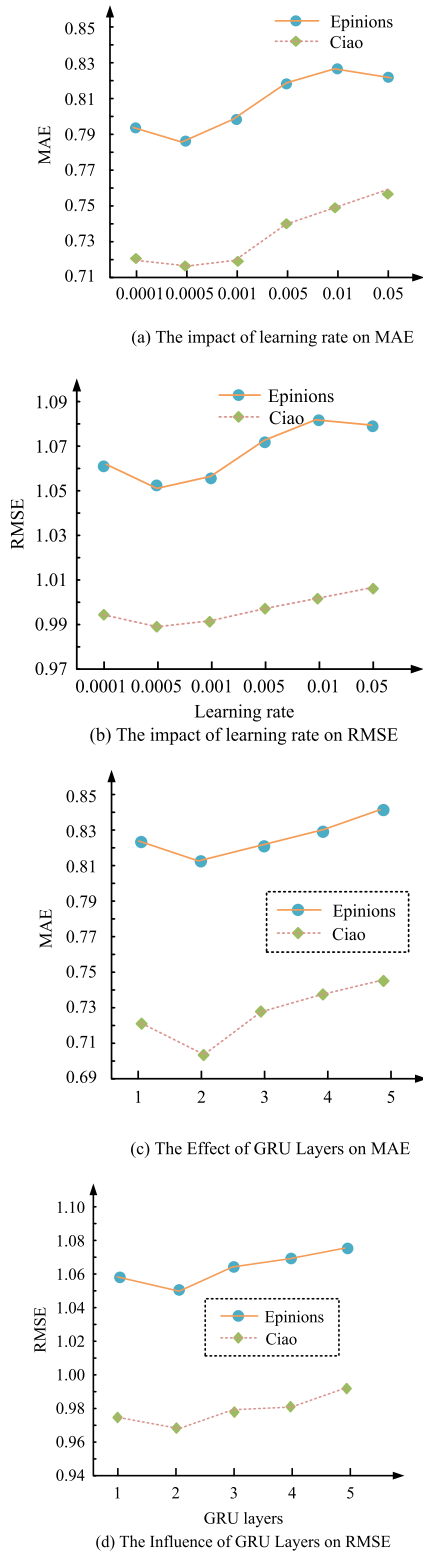 0.85
0.83
0.81
0.79
0.77
0.75
0.73
0.71
MAE
Epinions
Ciao
0.0001 0.0005 0.001 0.005 0.01 0.05
(a) The impact of learning rate on MAE
1.09
1.07
1.05
1.03
1.01
0.99
0.97
RMSE
Epinions
Ciao
0.0001 0.0005 0.001 0.005 0.01 0.05
Learning rate
(b) The impact of learning rate on RMSE
0.85
0.83
0.81
0.79
0.77
0.75
0.73
0.71
0.69
MAE
Epinions
Ciao
1 2 3 4 5
(c) The Effect of GRU Layers on MAE
1.10
1.08
1.06
1.04
1.02
1.00
0.98
0.96
0.94
RMSE
Epinions
Ciao
1 2 3 4 5
GRU layers
(d) The Influence of GRU Layers on RMSE